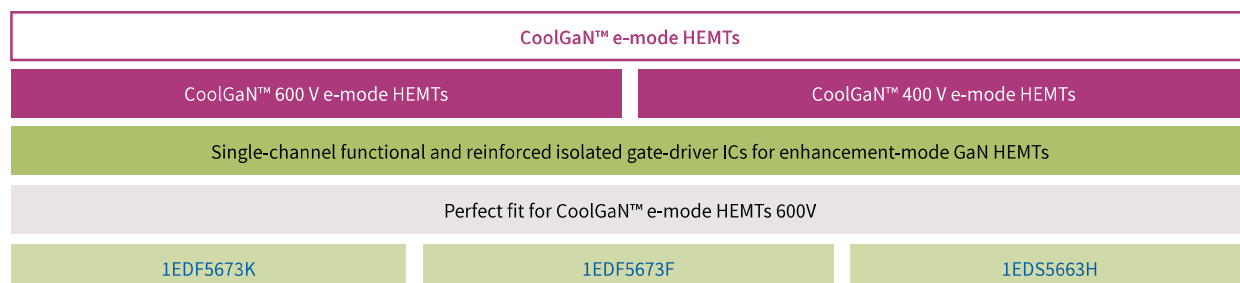 CoolGaN™ e-mode HEMTs
CoolGaN™ 600 V e-mode HEMTs
CoolGaN™ 400 V e-mode HEMTs
Single-channel functional and reinforced isolated gate-driver ICs for enhancement-mode GaN HEMTs
Perfect fit for CoolGaN™ e-mode HEMTs 600V
1EDF5673K
1EDF5673F
1EDS5663H